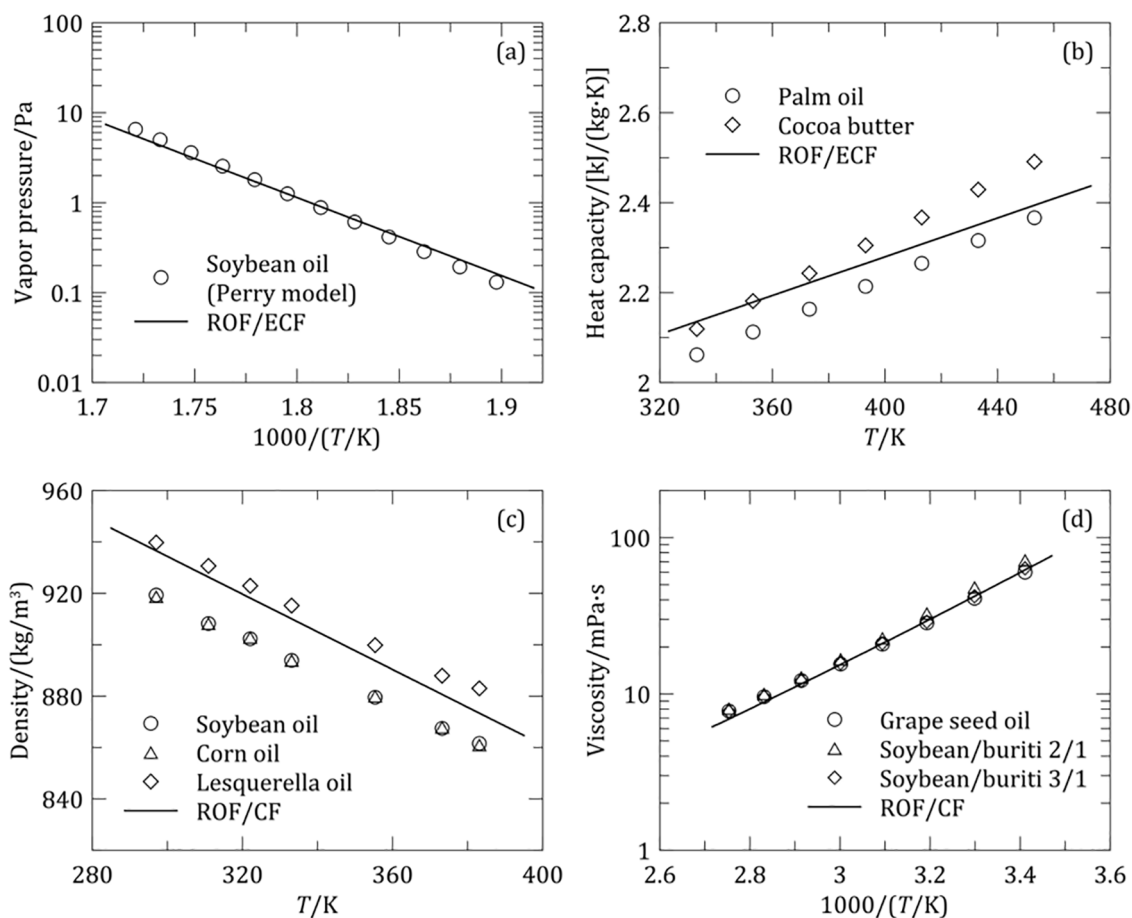 (a)
100
10
1
0.1
0.01
Vapor pressure/Pa
Soybean oil
(Perry model)
ROF/ECF
1.7
1.75
1.8
1.85
1.9
1000/(T/K)
(b)
2.8
2.6
2.4
2.2
2
Heat capacity/[kJ/(kg·K)]
Palm oil
Cocoa butter
ROF/ECF
320
360
400
440
480
T/K
(c)
960
920
880
840
Density/(kg/m³)
Soybean oil
Corn oil
Lesquerella oil
ROF/CF
280
320
360
400
T/K
(d)
100
10
1
Viscosity/mPa·s
Grape seed oil
Soybean/buriti 2/1
Soybean/buriti 3/1
ROF/CF
2.6
2.8
3.0
3.2
3.4
3.6
1000/(T/K)